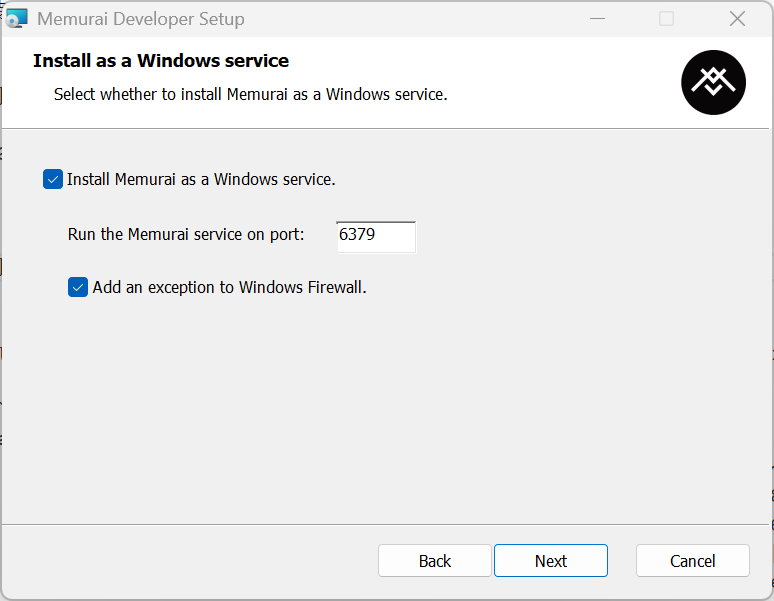 Memurai Developer Setup
Install as a Windows service
Select whether to install Memurai as a Windows service.
Install Memurai as a Windows service.
Run the Memurai service on port: 6379
Add an exception to Windows Firewall.
Back Next Cancel